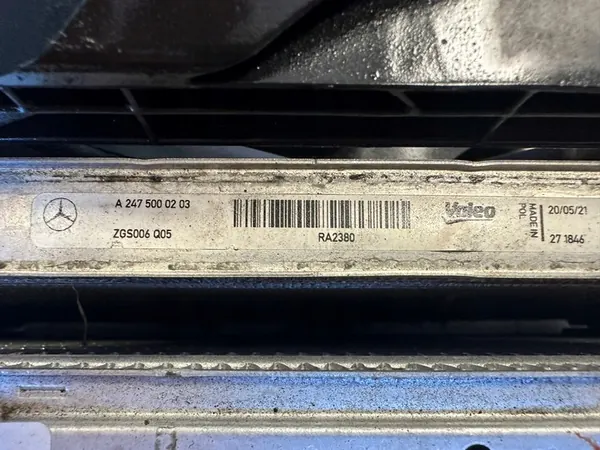 A 247 500 02 03
ZGS006 Q05
RA2380
Valeo
MADE IN
POL
20/05/21
27 1846